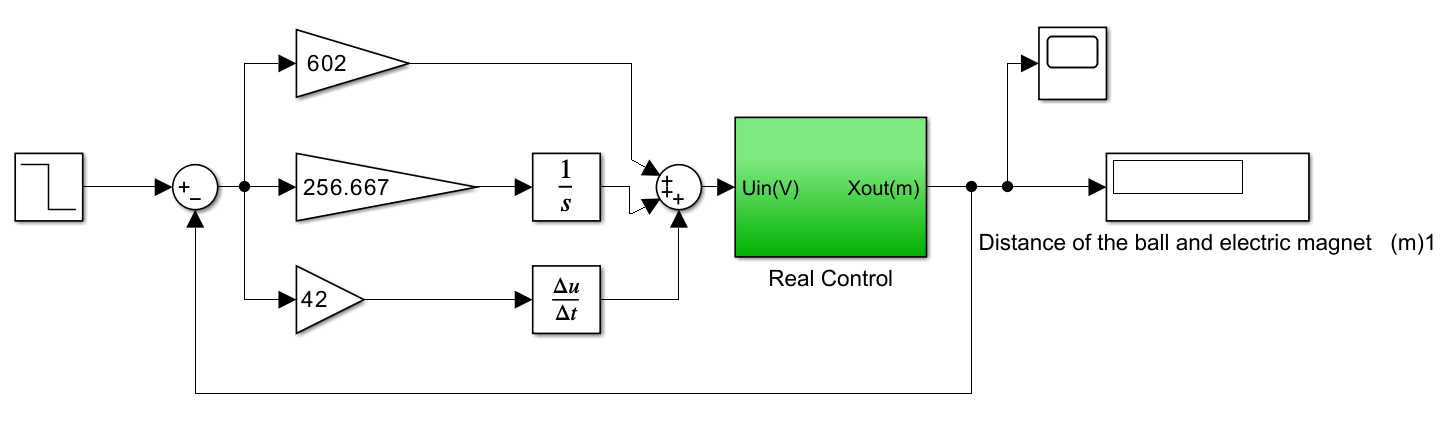 602
+
−
256.667
1
s
+
+
+
Uin(V)
Xout(m)
Distance of the ball and electric magnet   (m)1
Real Control
42
Δu
Δt